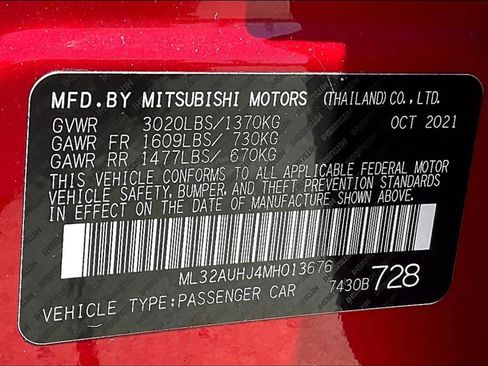 MFD.BY MITSUBISHI MOTORS (THAILAND) CO., LTD.
GVWR 3020LBS/1370KG OCT 2021
GAWR FR 1609LBS/ 730KG
GAWR RR 1477LBS/ 670KG
THIS VEHICLE CONFORMS TO ALL APPLICABLE FEDERAL MOTOR
VEHICLE SAFETY, BUMPER, AND THEFT PREVENTION STANDARDS
IN EFFECT ON THE DATE OF MANUFACTURE SHOWN ABOVE.
ML32AUHJ4MH013676
VEHICLE TYPE:PASSENGER CAR 7430B 728